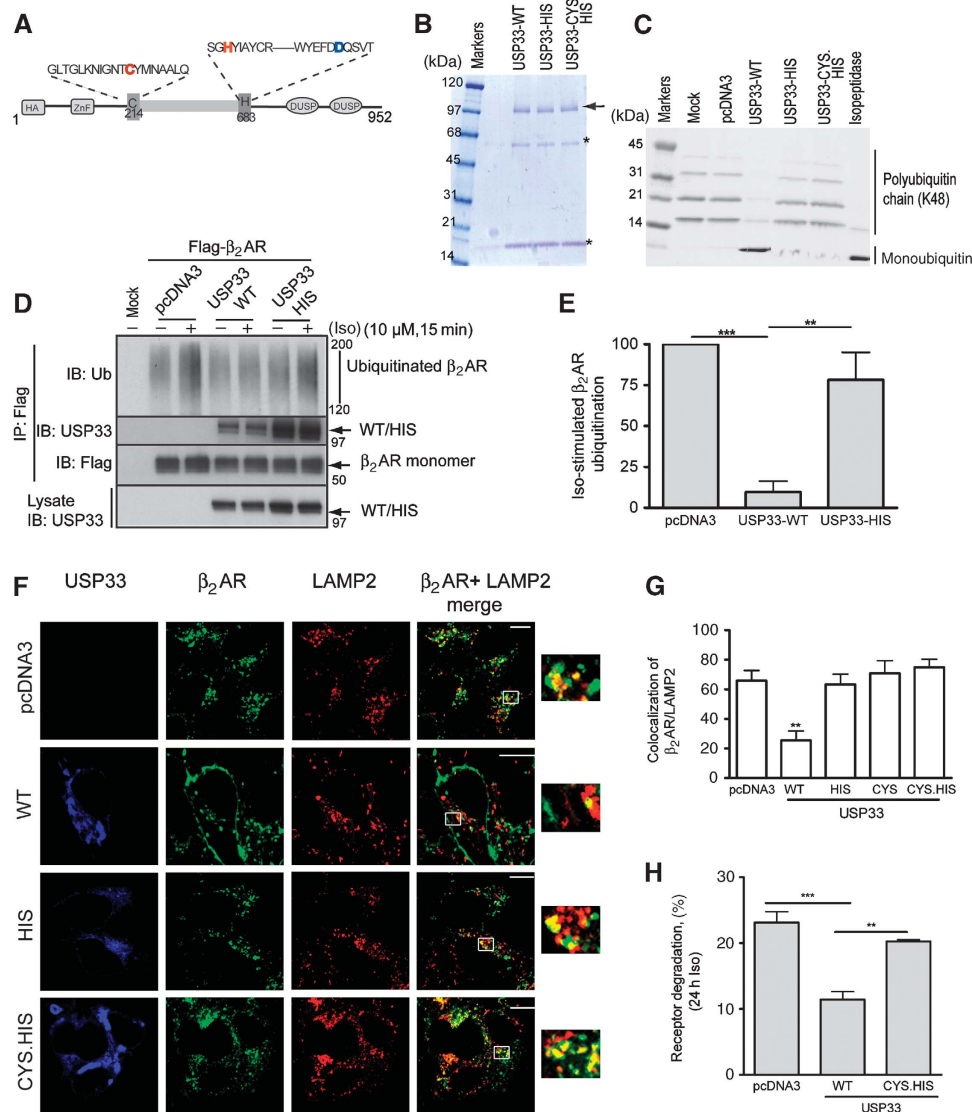 A
SGHYIAYCR——WYEFDDQSVT
GLTGLKNIGNTCYMNAALQ
HA
ZnF
C
H
DUSP
DUSP
1
214
683
952
B
Markers
USP33-WT
USP33-HIS
USP33-CYS.
HIS
(kDa)
120
97
68
45
31
21
14
*
*
C
Markers
Mock
pcDNA3
USP33-WT
USP33-HIS
USP33-CYS.
HIS
Isopeptidase
(kDa)
45
31
21
14
Polyubiquitin
chain (K48)
Monoubiquitin
D
Flag-β2AR
Mock
pcDNA3
USP33
WT
USP33
HIS
– – + – + – + (Iso) (10 µM,15 min)
IP: Flag
IB: Ub
200
Ubiquitinated β2AR
120
IB: USP33
WT/HIS
97
IB: Flag
β2AR monomer
50
Lysate
IB: USP33
WT/HIS
97
E
Iso-stimulated β2AR
ubiquitination
100
75
50
25
0
***
**
pcDNA3
USP33-WT
USP33-HIS
F
USP33
β2AR
LAMP2
β2AR+ LAMP2
merge
pcDNA3
WT
HIS
CYS.HIS
G
Colocalization of
β2AR/LAMP2
100
80
60
40
20
0
**
pcDNA3
WT
HIS
CYS
CYS.HIS
USP33
H
Receptor degradation, (%)
(24 h Iso)
30
20
10
0
***
**
pcDNA3
WT
CYS.HIS
USP33